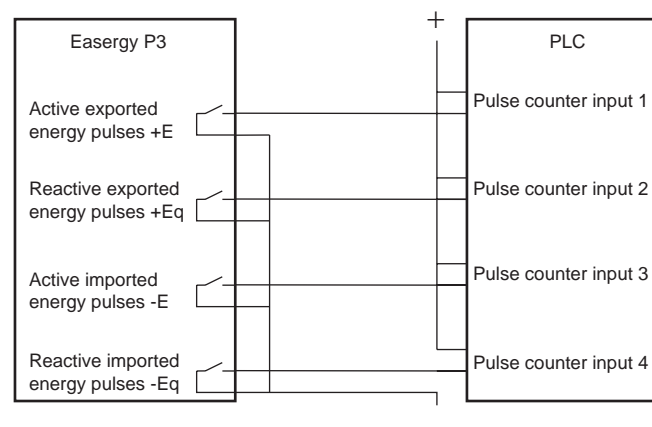 Easergy P3
PLC
+
Active exported
energy pulses +E
Pulse counter input 1
Reactive exported
energy pulses +Eq
Pulse counter input 2
Active imported
energy pulses -E
Pulse counter input 3
Reactive imported
energy pulses -Eq
Pulse counter input 4